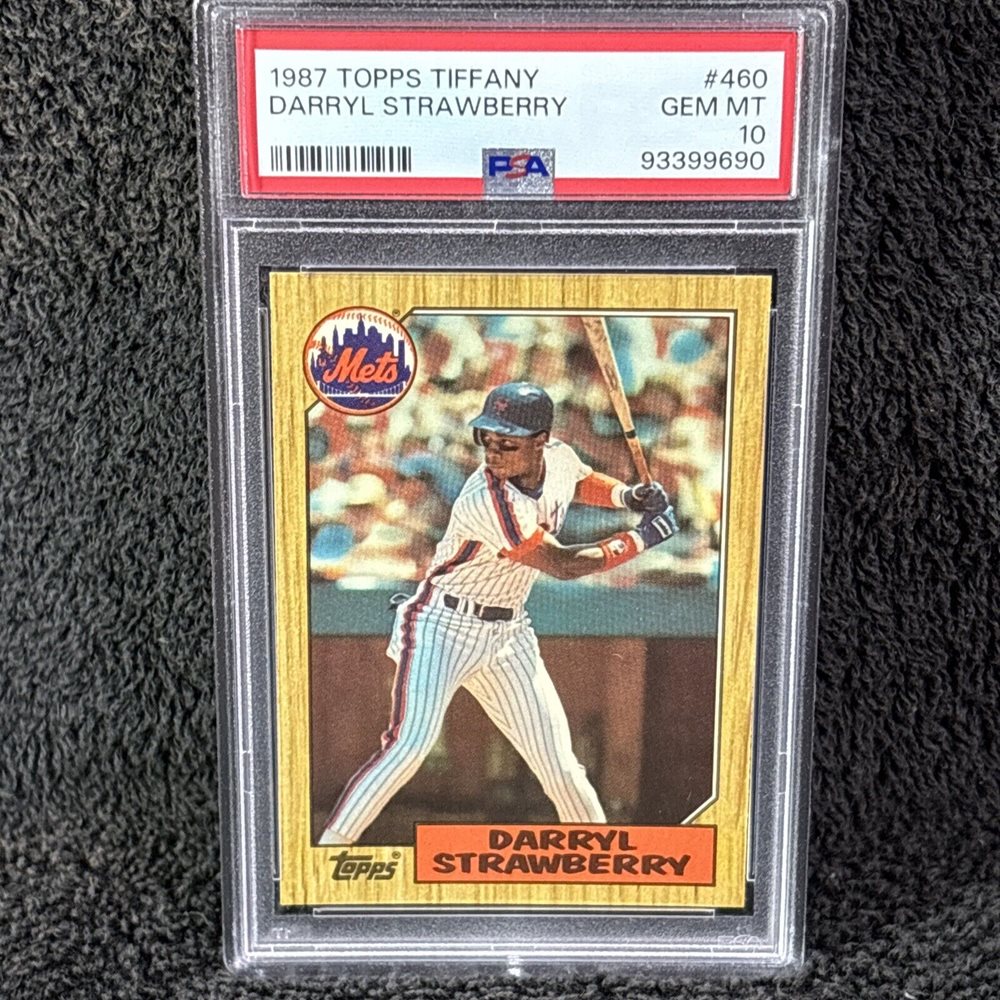 1987 TOPPS TIFFANY #460
DARRYL STRAWBERRY GEM MT
10
PSA 93399690
Mets
topps®
DARRYL
STRAWBERRY